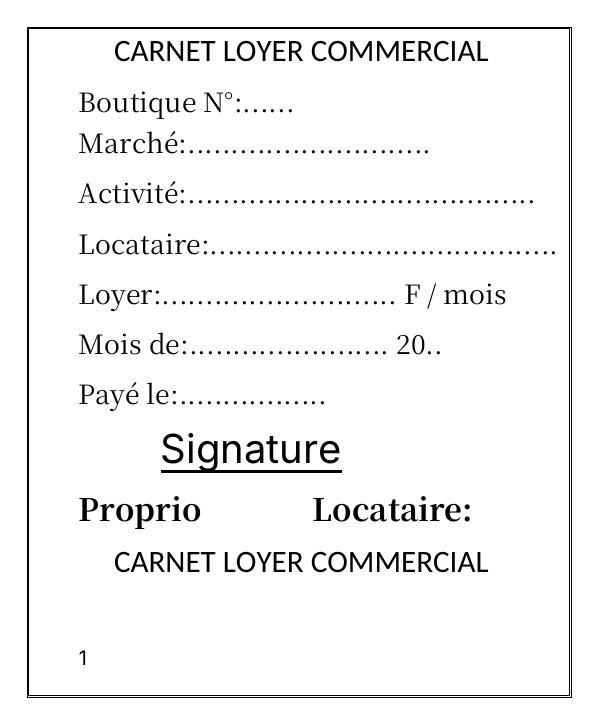 CARNET LOYER COMMERCIAL
Boutique N°:......
Marché:............................
Activité:........................................
Locataire:........................................
Loyer:........................... F / mois
Mois de:....................... 20..
Payé le:.................
Signature
Proprio Locataire:
CARNET LOYER COMMERCIAL
1